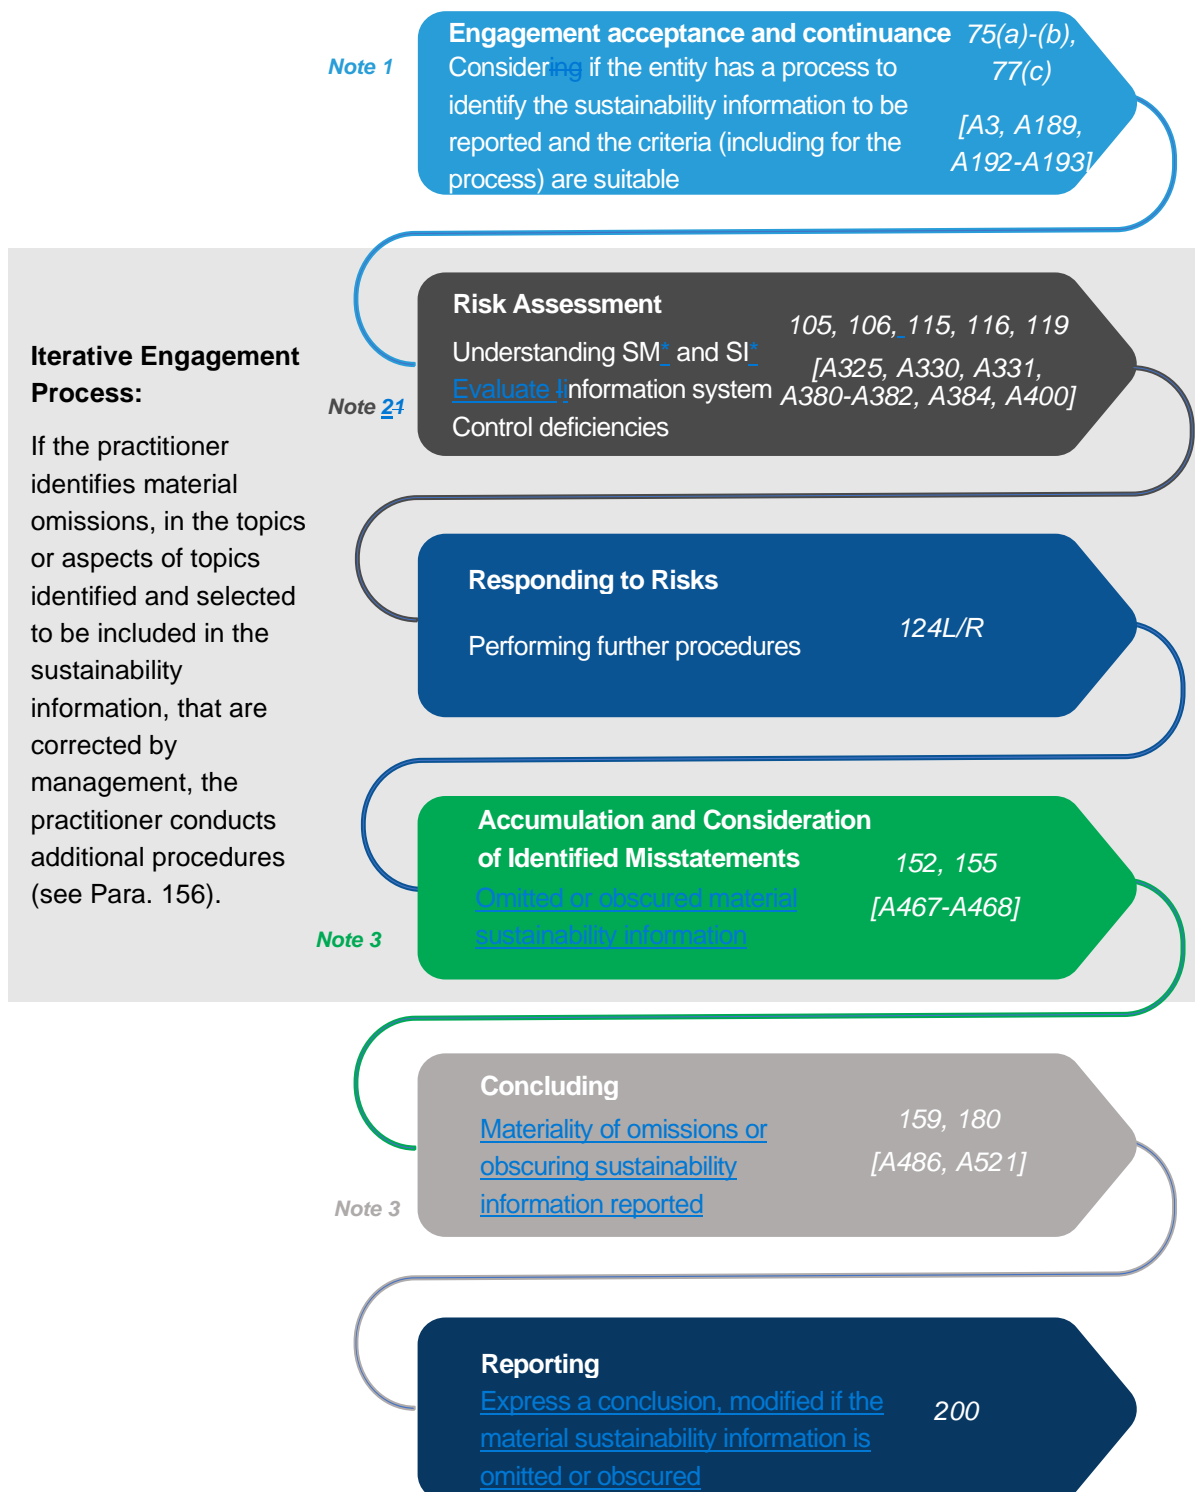 Engagement acceptance and continuance 75(a)-(b),
Note 1
Considering if the entity has a process to 77(c)
identify the sustainability information to be
reported and the criteria (including for the [A3, A189,
process) are suitable A192-A193]
Iterative Engagement
Process:
If the practitioner
identifies material
omissions, in the topics
or aspects of topics
identified and selected
to be included in the
sustainability
information, that are
corrected by
management, the
practitioner conducts
additional procedures
(see Para. 156).
Risk Assessment
105, 106, 115, 116, 119
Understanding SM* and SI* [A325, A330, A331,
Note 21
Evaluate Iinformation system A380-A382, A384, A400]
Control deficiencies
Responding to Risks
Performing further procedures
124L/R
Accumulation and Consideration
of Identified Misstatements 152, 155
Omitted or obscured material [A467-A468]
sustainability information
Note 3
Concluding
Materiality of omissions or 159, 180
obscuring sustainability [A486, A521]
information reported
Note 3
Reporting
Express a conclusion, modified if the 200
material sustainability information is
omitted or obscured